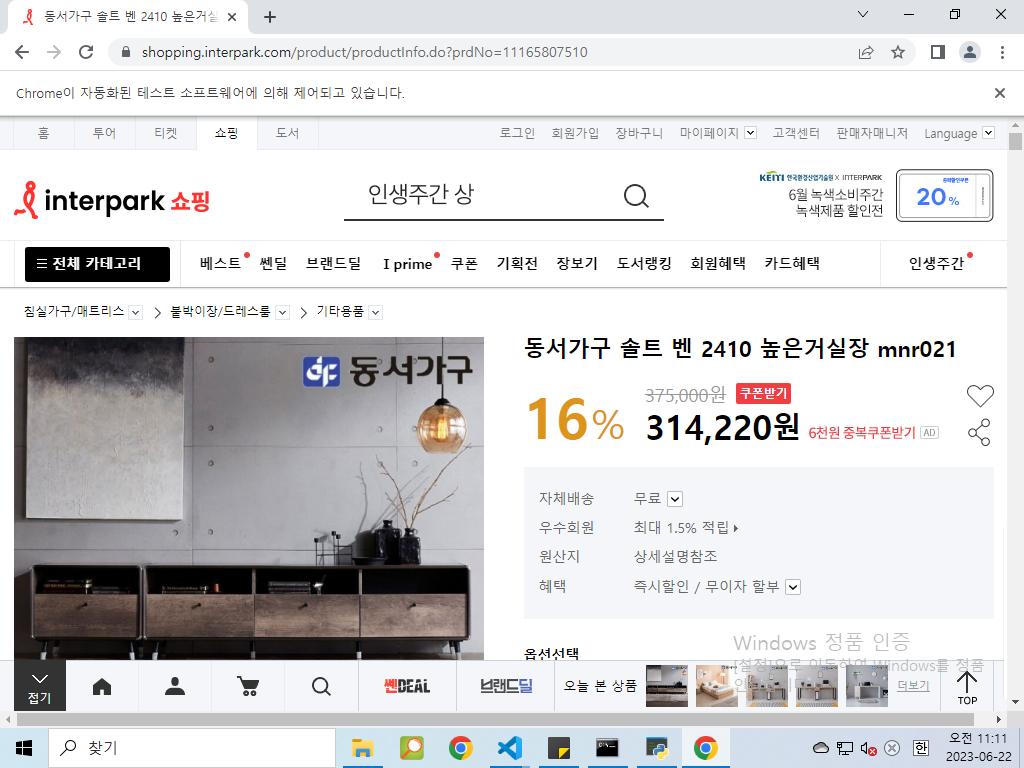 동서가구 솔트 벤 2410 높은거실
shopping.interpark.com/product/productInfo.do?prdNo=11165807510
Chrome이 자동화된 테스트 소프트웨어에 의해 제어되고 있습니다.
홈 투어 티켓 쇼핑 도서 로그인 회원가입 장바구니 마이페이지 고객센터 판매자매니저 Language
interpark 쇼핑
인생주간 상
KEITI 한국환경산업기술원 X INTERPARK
6월 녹색소비주간
녹색제품 할인전
중복할인쿠폰
20%
전체 카테고리 베스트 쎈딜 브랜드딜 I prime 쿠폰 기획전 장보기 도서랭킹 회원혜택 카드혜택 인생주간
침실가구/매트리스 붙박이장/드레스룸 기타용품
동서가구
동서가구 솔트 벤 2410 높은거실장 mnr021
16%
375,000원 쿠폰받기
314,220원 6천원 중복쿠폰받기 AD
자체배송 무료
우수회원 최대 1.5% 적립
원산지 상세설명참조
혜택 즉시할인 / 무이자 할부
옵션선택
Windows 정품 인증
[설정]으로 이동하여 Windows를 정품
접기
쎈DEAL
브랜드딜
오늘 본 상품
더보기
TOP
찾기
한
오전 11:11
2023-06-22